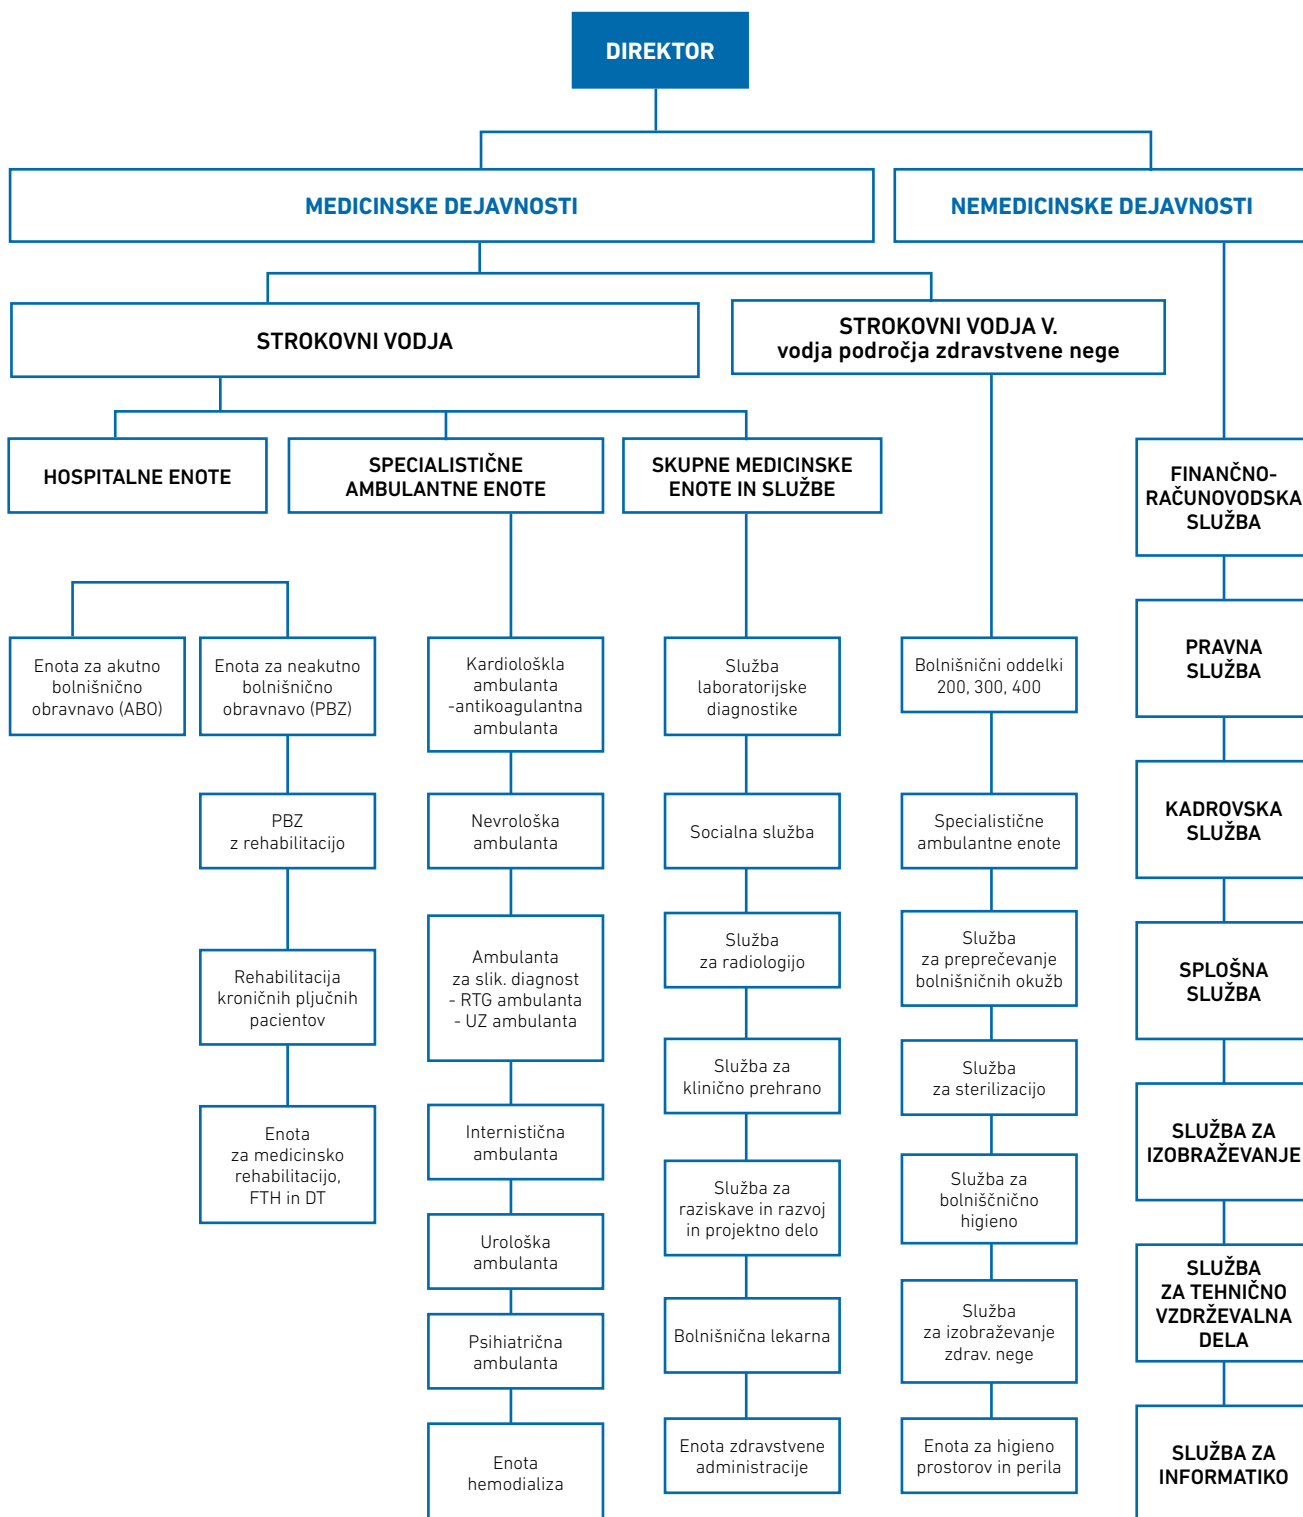 DIREKTOR
MEDICINSKE DEJAVNOSTI
NEMEDICINSKE DEJAVNOSTI
STROKOVNI VODJA
STROKOVNI VODJA V.
vodja področja zdravstvene nege
HOSPITALNE ENOTE
SPECIALISTIČNE
AMBULANTNE ENOTE
SKUPNE MEDICINSKE
ENOTE IN SLUŽBE
Enota za akutno
bolnišnično
obravnavo (ABO)
Enota za neakutno
bolnišnično
obravnavo (PBZ)
PBZ
z rehabilitacijo
Rehabilitacija
kroničnih pljučnih
pacientov
Enota
za medicinsko
rehabilitacijo,
FTH in DT
Kardiološkla
ambulanta
-antikoagulantna
ambulanta
Nevrološka
ambulanta
Ambulanta
za slik. diagnost
- RTG ambulanta
- UZ ambulanta
Internistična
ambulanta
Urološka
ambulanta
Psihiatrična
ambulanta
Enota
hemodializa
Služba
laboratorijske
diagnostike
Socialna služba
Služba
za radiologijo
Služba za
klinično prehrano
Služba za
raziskave in razvoj
in projektno delo
Bolnišnična lekarna
Enota zdravstvene
administracije
Bolnišnični oddelki
200, 300, 400
Specialistične
ambulantne enote
Služba
za preprečevanje
bolnišničnih okužb
Služba
za sterilizacijo
Služba za
bolniščnično
higieno
Služba
za izobraževanje
zdrav. nege
Enota za higieno
prostorov in perila
FINANČNO-
RAČUNOVODSKA
SLUŽBA
PRAVNA
SLUŽBA
KADROVSKA
SLUŽBA
SPLOŠNA
SLUŽBA
SLUŽBA ZA
IZOBRAŽEVANJE
SLUŽBA
ZA TEHNIČNO
VZDRŽEVALNA
DELA
SLUŽBA ZA
INFORMATIKO